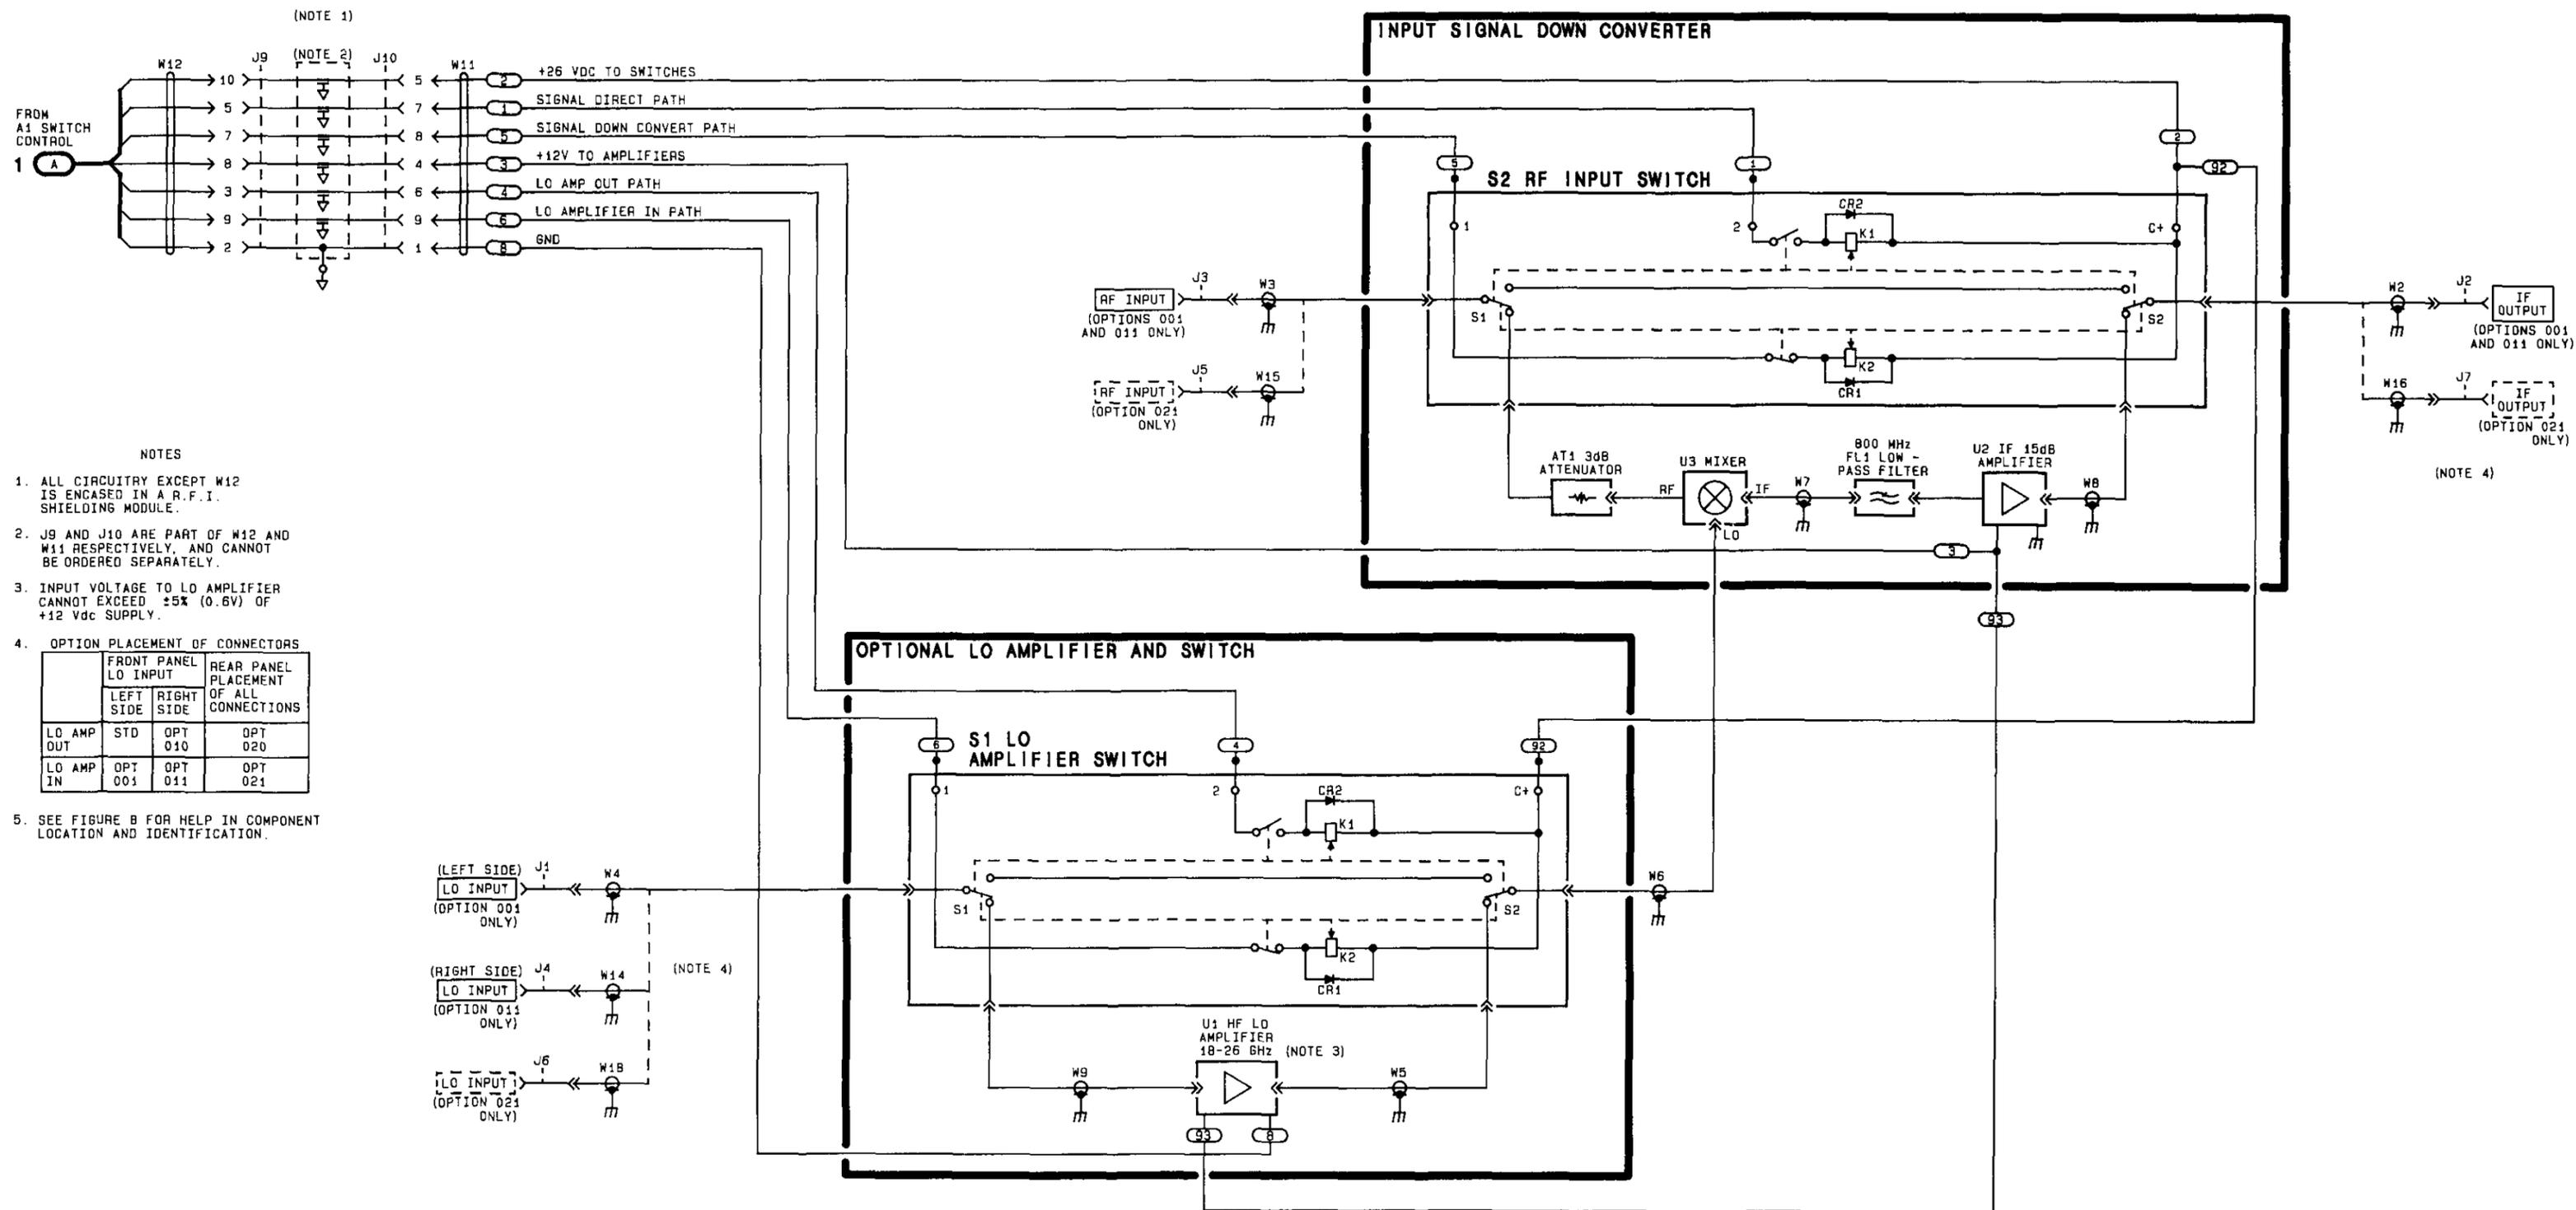 (NOTE 1)
W12
J9
(NOTE 2)
J10
W11
FROM
A1 SWITCH
CONTROL
1 A
10 5 2 +26 VDC TO SWITCHES
5 7 1 SIGNAL DIRECT PATH
7 8 5 SIGNAL DOWN CONVERT PATH
8 4 3 +12V TO AMPLIFIERS
3 6 4 LO AMP OUT PATH
9 9 6 LO AMPLIFIER IN PATH
2 1 8 GND
INPUT SIGNAL DOWN CONVERTER
5
1
2
92
S2 RF INPUT SWITCH
1
2
CR2
K1
C+
S1
S2
K2
CR1
J3
W3
RF INPUT
(OPTIONS 001
AND 011 ONLY)
J5
W15
RF INPUT
(OPTION 021
ONLY)
W2
J2
IF
OUTPUT
(OPTIONS 001
AND 011 ONLY)
W16
J7
IF
OUTPUT
(OPTION 021
ONLY)
(NOTE 4)
AT1 3dB
ATTENUATOR
RF
U3 MIXER
IF
LO
W7
800 MHz
FL1 LOW -
PASS FILTER
U2 IF 15dB
AMPLIFIER
W8
3
93
NOTES
1. ALL CIRCUITRY EXCEPT W12
IS ENCASED IN A R.F.I.
SHIELDING MODULE.
2. J9 AND J10 ARE PART OF W12 AND
W11 RESPECTIVELY, AND CANNOT
BE ORDERED SEPARATELY.
3. INPUT VOLTAGE TO LO AMPLIFIER
CANNOT EXCEED ±5% (0.6V) OF
+12 Vdc SUPPLY.
4. OPTION PLACEMENT OF CONNECTORS
FRONT PANEL
LO INPUT
REAR PANEL
PLACEMENT
OF ALL
CONNECTIONS
LEFT
SIDE
RIGHT
SIDE
LO AMP
OUT
STD
OPT
010
OPT
020
LO AMP
IN
OPT
001
OPT
011
OPT
021
5. SEE FIGURE 8 FOR HELP IN COMPONENT
LOCATION AND IDENTIFICATION.
OPTIONAL LO AMPLIFIER AND SWITCH
6
S1 LO
AMPLIFIER SWITCH
4
92
1
2
CR2
K1
C+
S1
S2
K2
CR1
W6
(LEFT SIDE)
J1
W4
LO INPUT
(OPTION 001
ONLY)
(RIGHT SIDE)
J4
W14
LO INPUT
(OPTION 011
ONLY)
(NOTE 4)
J6
W18
LO INPUT
(OPTION 021
ONLY)
U1 HF LO
AMPLIFIER
18-26 GHz (NOTE 3)
W9
W5
93
8